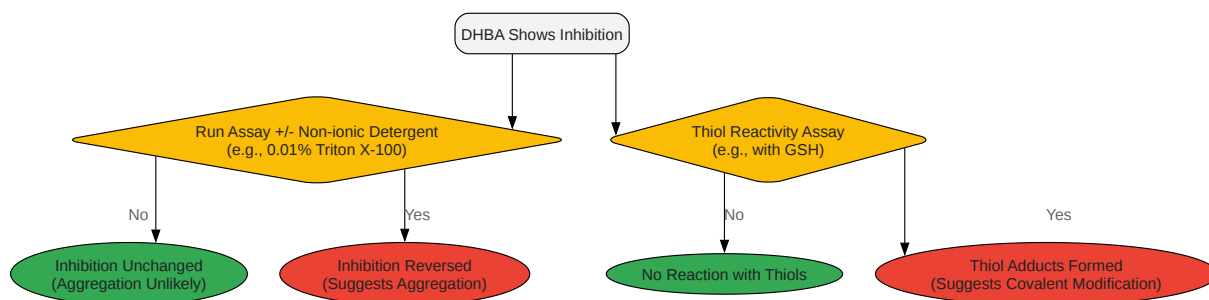 DHBA Shows Inhibition
Run Assay +/- Non-ionic Detergent
(e.g., 0.01% Triton X-100)
Thiol Reactivity Assay
(e.g., with GSH)
No
Yes
No
Yes
Inhibition Unchanged
(Aggregation Unlikely)
Inhibition Reversed
(Suggests Aggregation)
No Reaction with Thiols
Thiol Adducts Formed
(Suggests Covalent Modification)